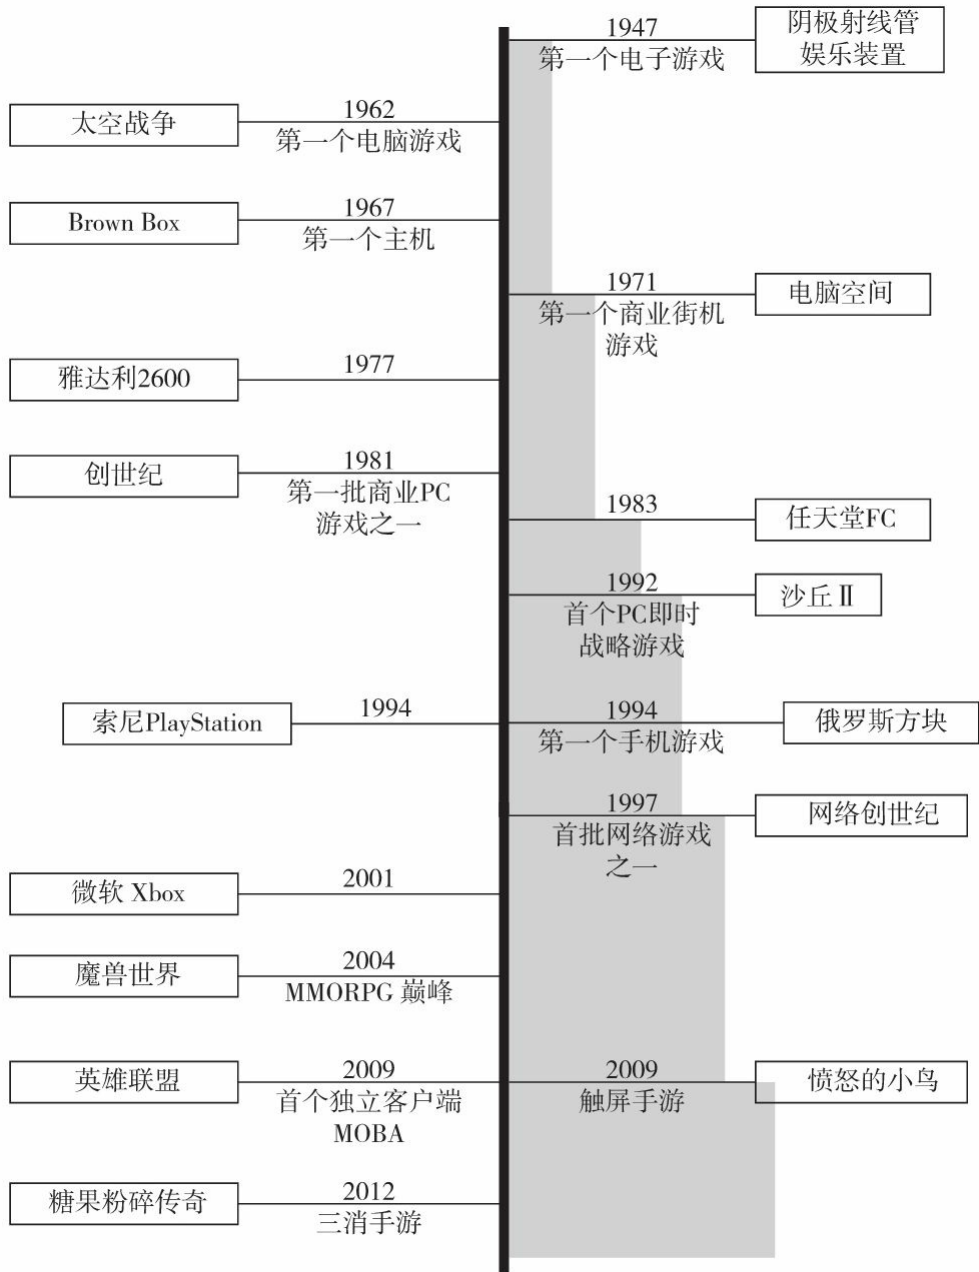 1947
第一个电子游戏
阴极射线管
娱乐装置
太空战争
1962
第一个电脑游戏
Brown Box
1967
第一个主机
1971
第一个商业街机
游戏
电脑空间
雅达利2600
1977
创世纪
1981
第一批商业PC
游戏之一
1983
任天堂FC
1992
首个PC即时
战略游戏
沙丘Ⅱ
索尼PlayStation
1994
1994
第一个手机游戏
俄罗斯方块
1997
首批网络游戏
之一
网络创世纪
微软 Xbox
2001
魔兽世界
2004
MMORPG 巅峰
英雄联盟
2009
首个独立客户端
MOBA
2009
触屏手游
愤怒的小鸟
糖果粉碎传奇
2012
三消手游